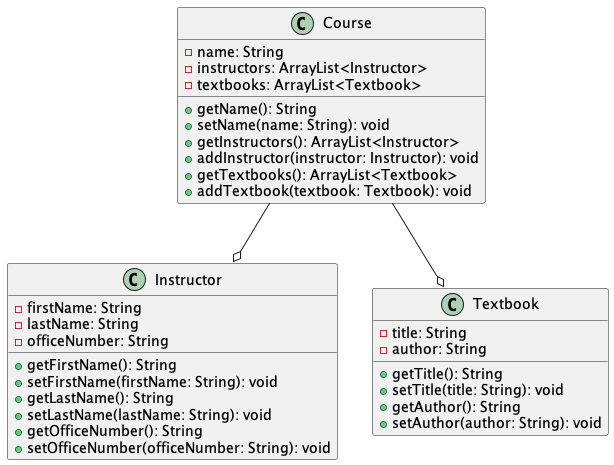 C Course
name: String
instructors: ArrayList<Instructor>
textbooks: ArrayList<Textbook>
getName(): String
setName(name: String): void
getInstructors(): ArrayList<Instructor>
addInstructor(instructor: Instructor): void
getTextbooks(): ArrayList<Textbook>
addTextbook(textbook: Textbook): void
C Instructor
firstName: String
lastName: String
officeNumber: String
getFirstName(): String
setFirstName(firstName: String): void
getLastName(): String
setLastName(lastName: String): void
getOfficeNumber(): String
setOfficeNumber(officeNumber: String): void
C Textbook
title: String
author: String
getTitle(): String
setTitle(title: String): void
getAuthor(): String
setAuthor(author: String): void